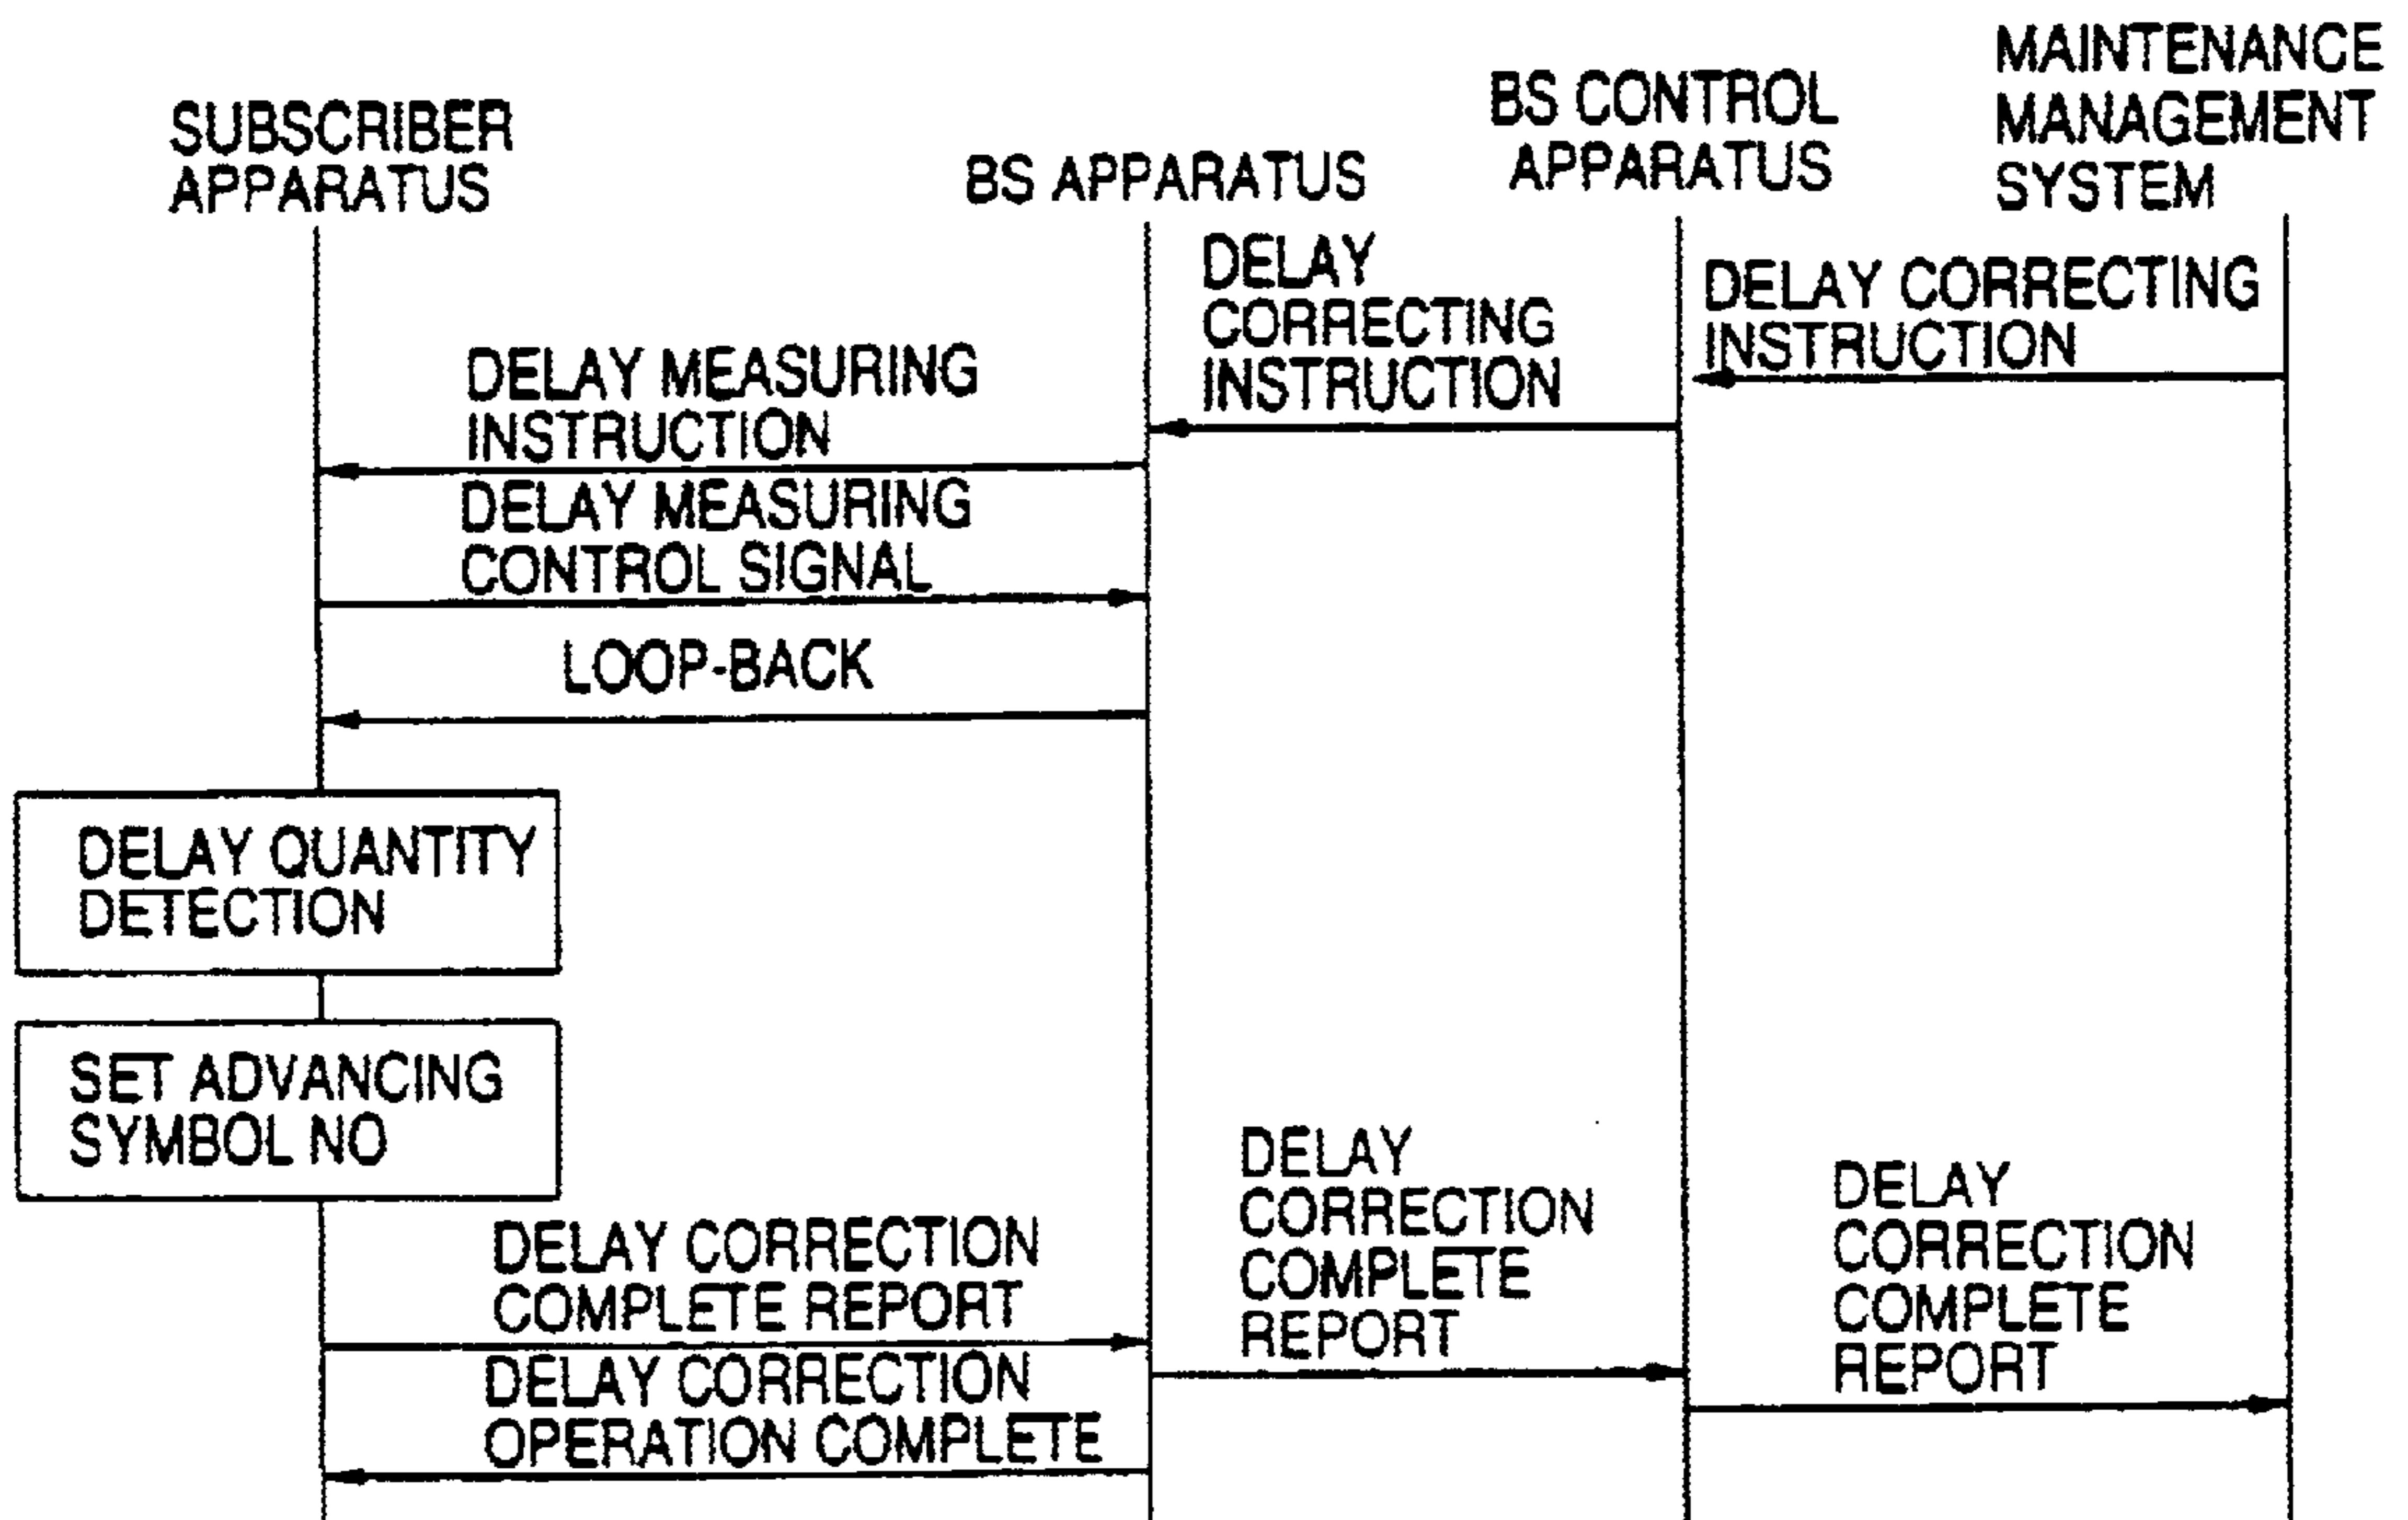 SUBSCRIBER
APPARATUS
BS APPARATUS
BS CONTROL
APPARATUS
MAINTENANCE
MANAGEMENT
SYSTEM
DELAY CORRECTING
INSTRUCTION
DELAY
CORRECTING
INSTRUCTION
DELAY MEASURING
INSTRUCTION
DELAY MEASURING
CONTROL SIGNAL
LOOP-BACK
DELAY QUANTITY
DETECTION
SET ADVANCING
SYMBOL NO
DELAY CORRECTION
COMPLETE REPORT
DELAY
CORRECTION
COMPLETE
REPORT
DELAY
CORRECTION
COMPLETE
REPORT
DELAY CORRECTION
OPERATION COMPLETE